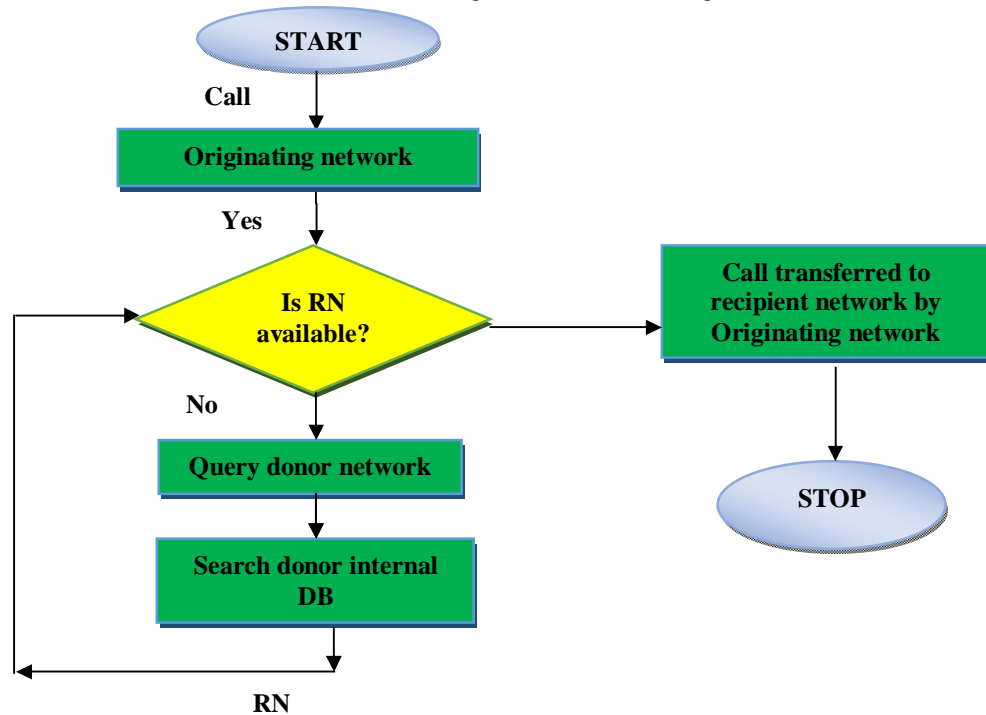 START
Call
Originating network
Yes
Is RN
available?
Call transferred to
recipient network by
Originating network
No
Query donor network
STOP
Search donor internal
DB
RN